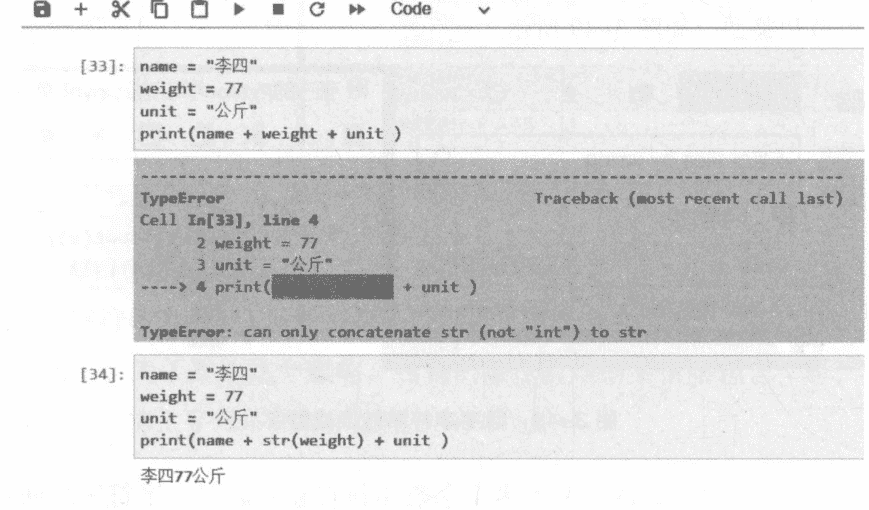 Code
[33]: name = "李四"
weight = 77
unit = "公斤"
print(name + weight + unit )
---------------------------------------------------------------------------
TypeError Traceback (most recent call last)
Cell In[33], line 4
2 weight = 77
3 unit = "公斤"
----> 4 print( + unit )
TypeError: can only concatenate str (not "int") to str
[34]: name = "李四"
weight = 77
unit = "公斤"
print(name + str(weight) + unit )
李四77公斤